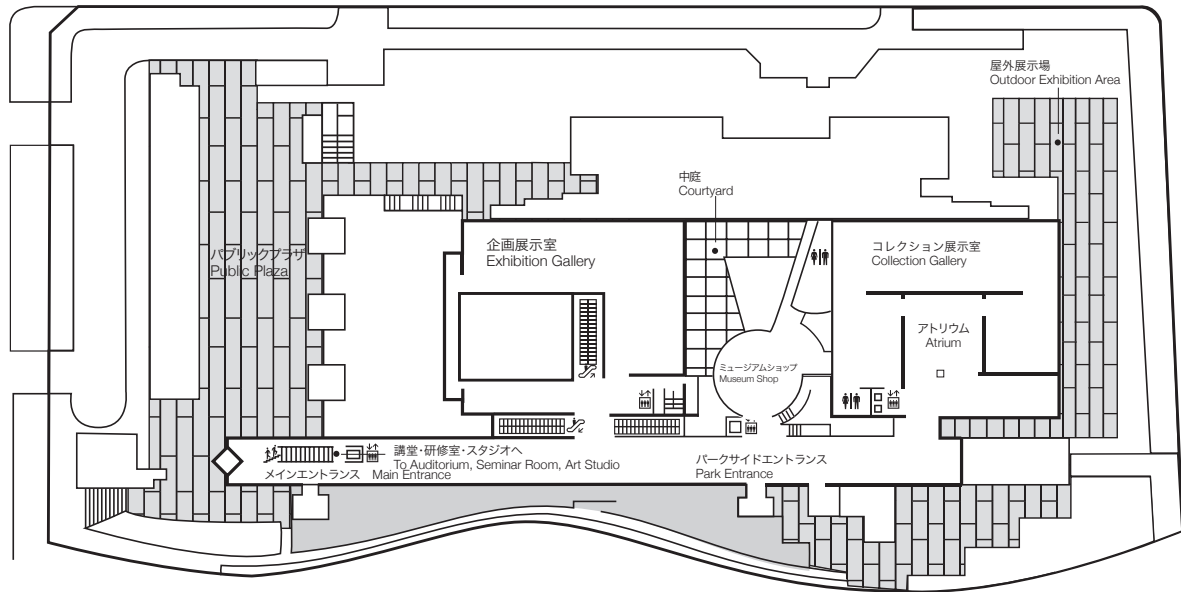 屋外展示場
Outdoor Exhibition Area
中庭
Courtyard
パブリックプラザ
Public Plaza
企画展示室
Exhibition Gallery
コレクション展示室
Collection Gallery
アトリウム
Atrium
ミュージアムショップ
Museum Shop
講堂・研修室・スタジオへ
To Auditorium, Seminar Room, Art Studio
メインエントランス Main Entrance
パークサイドエントランス
Park Entrance